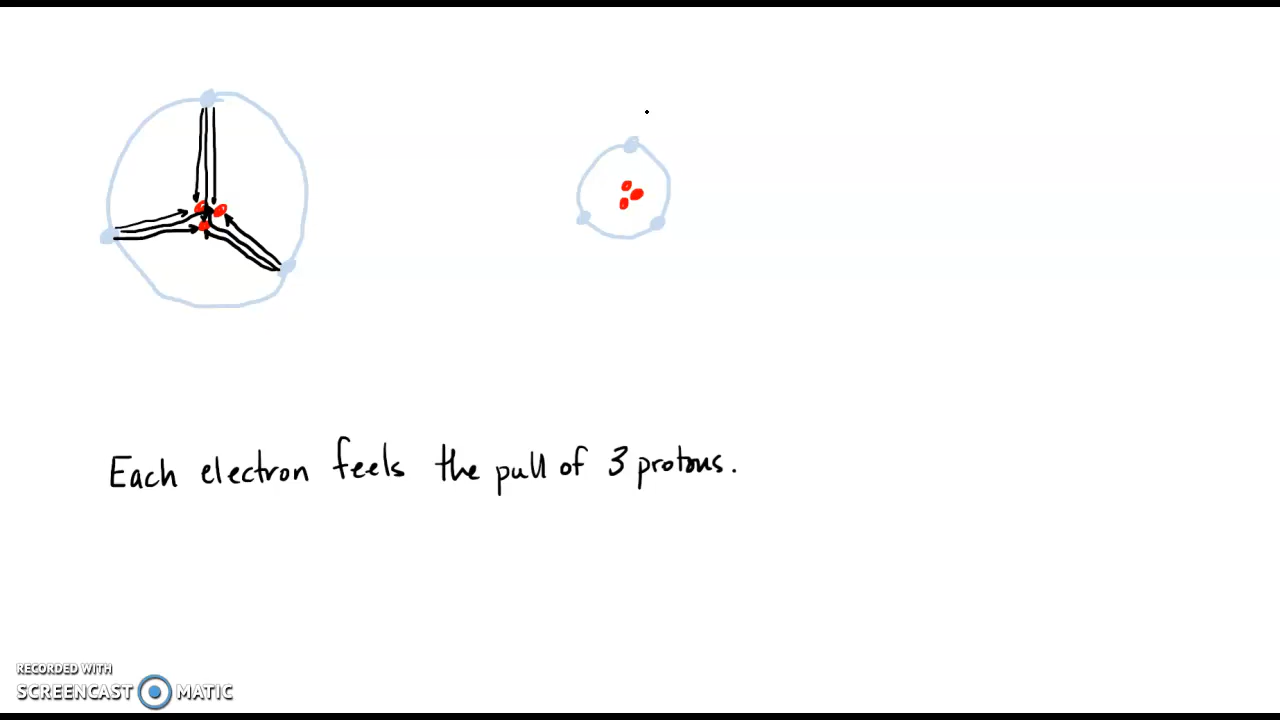 Each electron feels the pull of 3 protons.
RECORDED WITH
SCREENCAST MATIC